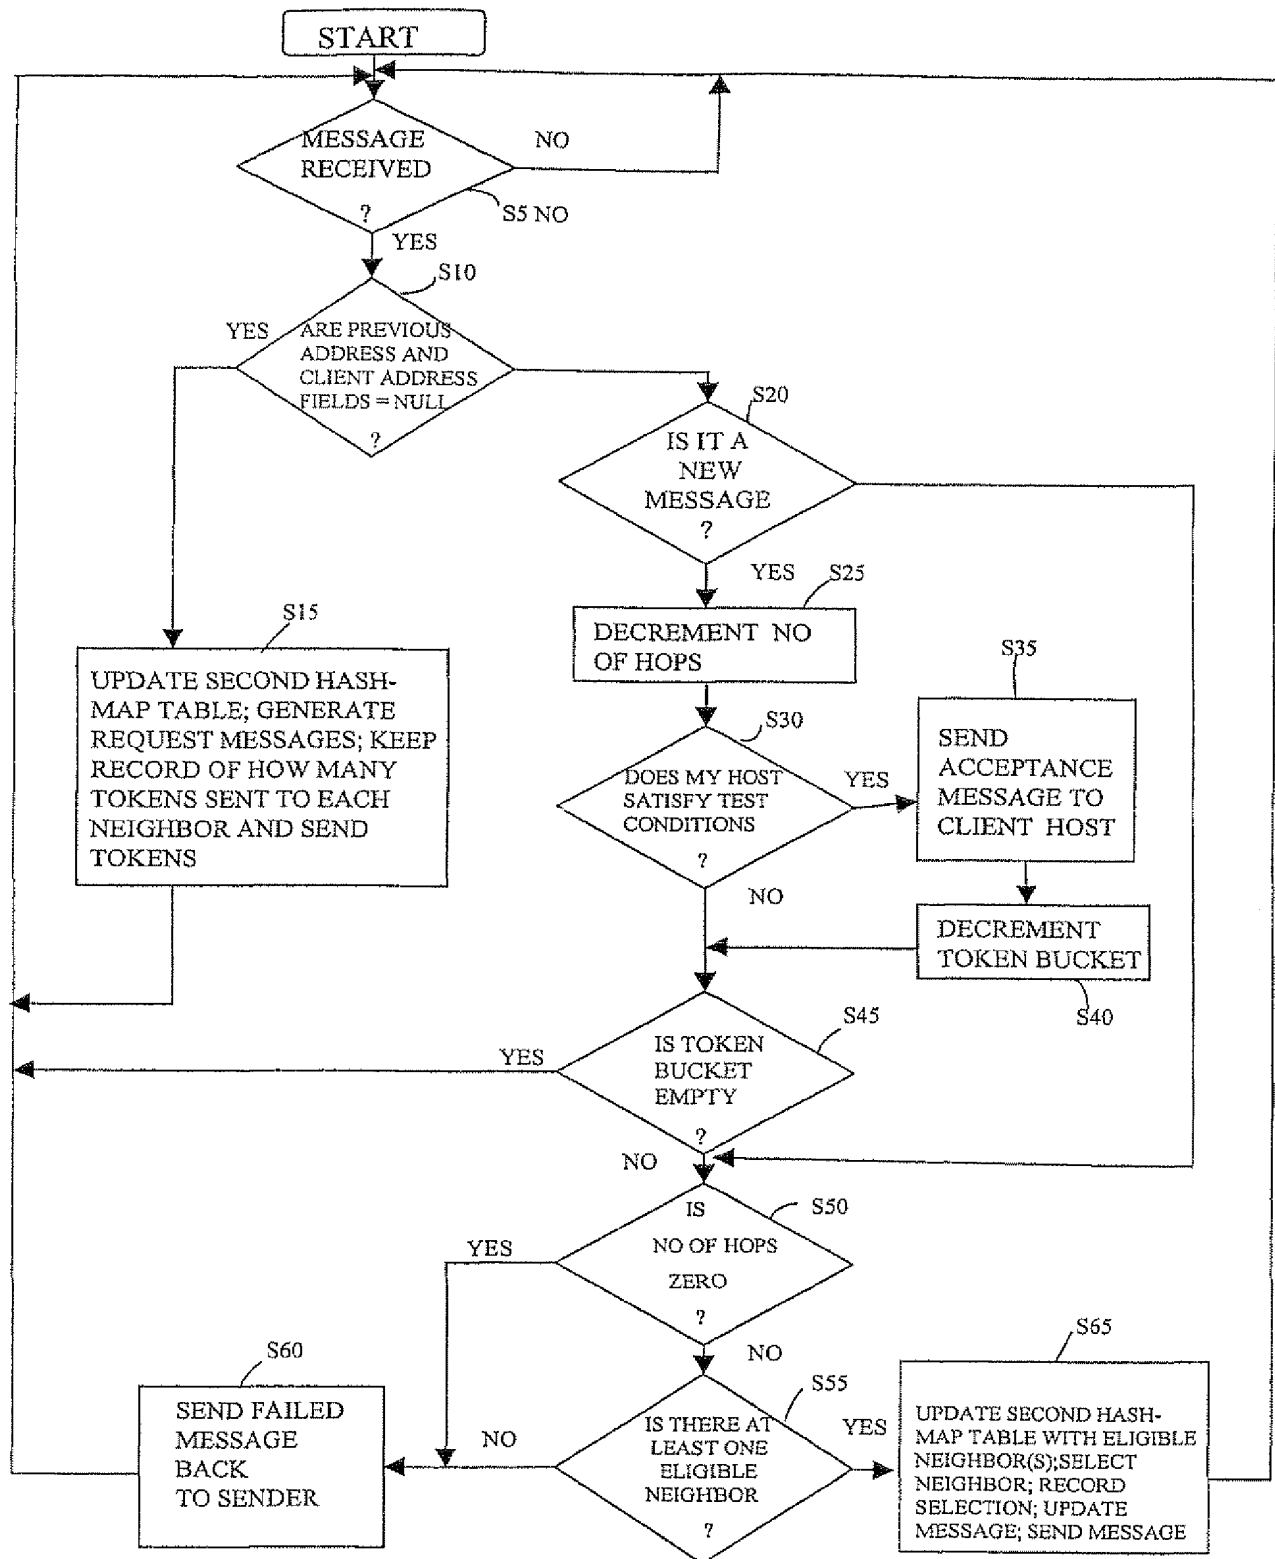 START
MESSAGE
RECEIVED
?
NO
S5 NO
YES
S10
YES
ARE PREVIOUS
ADDRESS AND
CLIENT ADDRESS
FIELDS = NULL
?
S20
IS IT A
NEW
MESSAGE
?
YES
S25
DECREMENT NO
OF HOPS
S15
UPDATE SECOND HASH-
MAP TABLE; GENERATE
REQUEST MESSAGES; KEEP
RECORD OF HOW MANY
TOKENS SENT TO EACH
NEIGHBOR AND SEND
TOKENS
S30
DOES MY HOST
SATISFY TEST
CONDITIONS
?
YES
NO
S35
SEND
ACCEPTANCE
MESSAGE TO
CLIENT HOST
DECREMENT
TOKEN BUCKET
S40
S45
IS TOKEN
BUCKET
EMPTY
?
YES
NO
S50
IS
NO OF HOPS
ZERO
?
YES
NO
S55
IS THERE AT
LEAST ONE
ELIGIBLE
NEIGHBOR
?
NO
YES
S60
SEND FAILED
MESSAGE
BACK
TO SENDER
S65
UPDATE SECOND HASH-
MAP TABLE WITH ELIGIBLE
NEIGHBOR(S);SELECT
NEIGHBOR; RECORD
SELECTION; UPDATE
MESSAGE; SEND MESSAGE